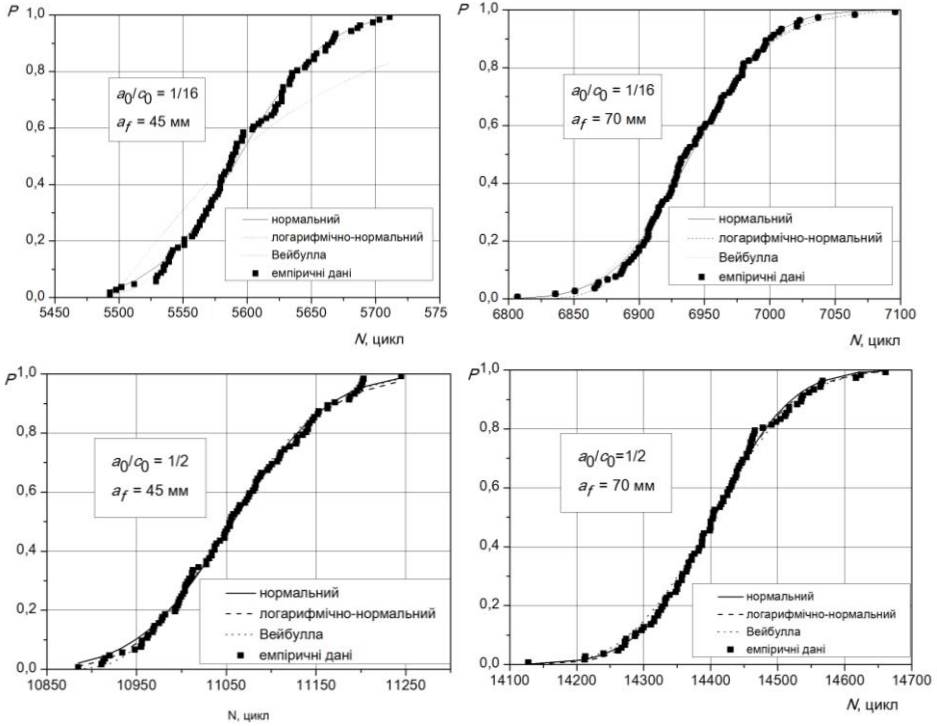 P
1,0
0,8
0,6
0,4
0,2
0,0
a0/c0 = 1/16
af = 45 мм
нормальний
логарифмічно-нормальний
Вейбулла
емпіричні дані
5450 5500 5550 5600 5650 5700 575
N, цикл
P
1,0
0,8
0,6
0,4
0,2
0,0
a0/c0 = 1/16
af = 70 мм
нормальний
логарифмічно-нормальний
Вейбулла
емпіричні дані
6800 6850 6900 6950 7000 7050 7100
N, цикл
P
1,0
0,8
0,6
0,4
0,2
0,0
a0/c0 = 1/2
af = 45 мм
нормальний
логарифмічно-нормальний
Вейбулла
емпіричні дані
10850 10950 11050 11150 11250
N, цикл
P
1,0
0,8
0,6
0,4
0,2
0,0
a0/c0=1/2
af = 70 мм
нормальний
логарифмічно-нормальний
Вейбулла
емпіричні дані
14100 14200 14300 14400 14500 14600 14700
N, цикл